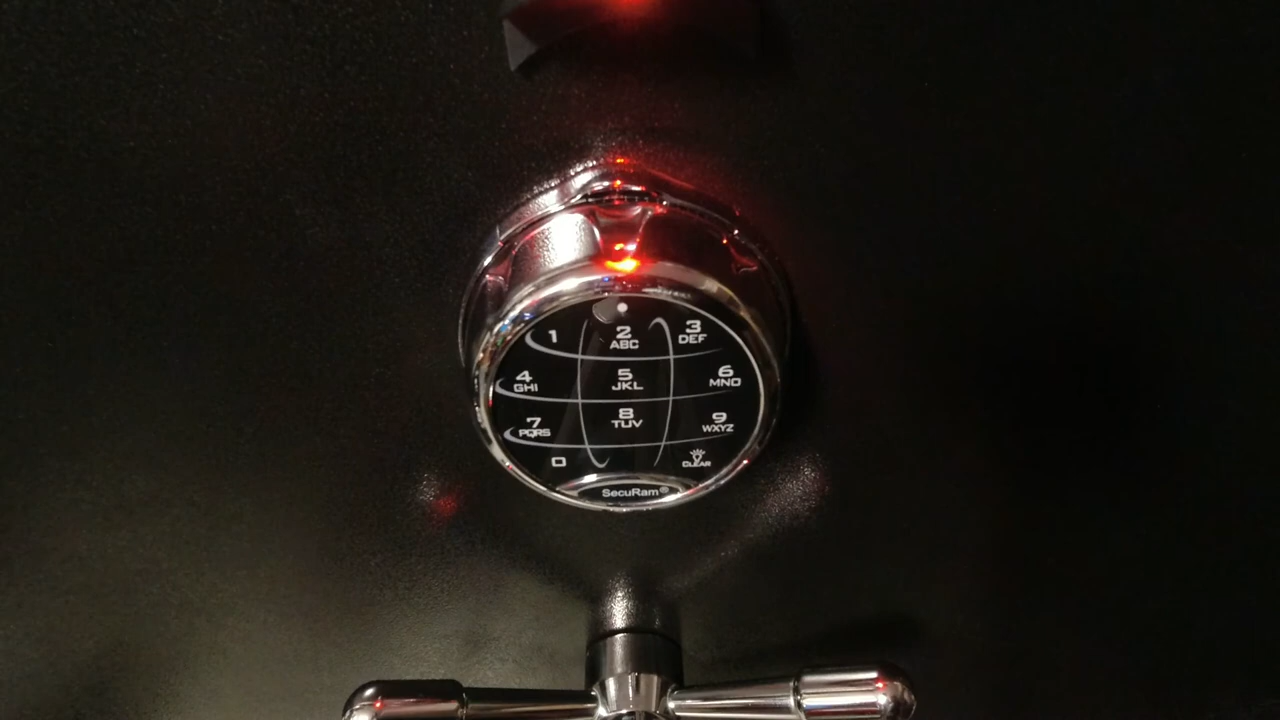 1 2 3
ABC DEF
4 5 6
GHI JKL MNO
7 8 9
PQRS TUV WXYZ
0 CLEAR
SecuRam®